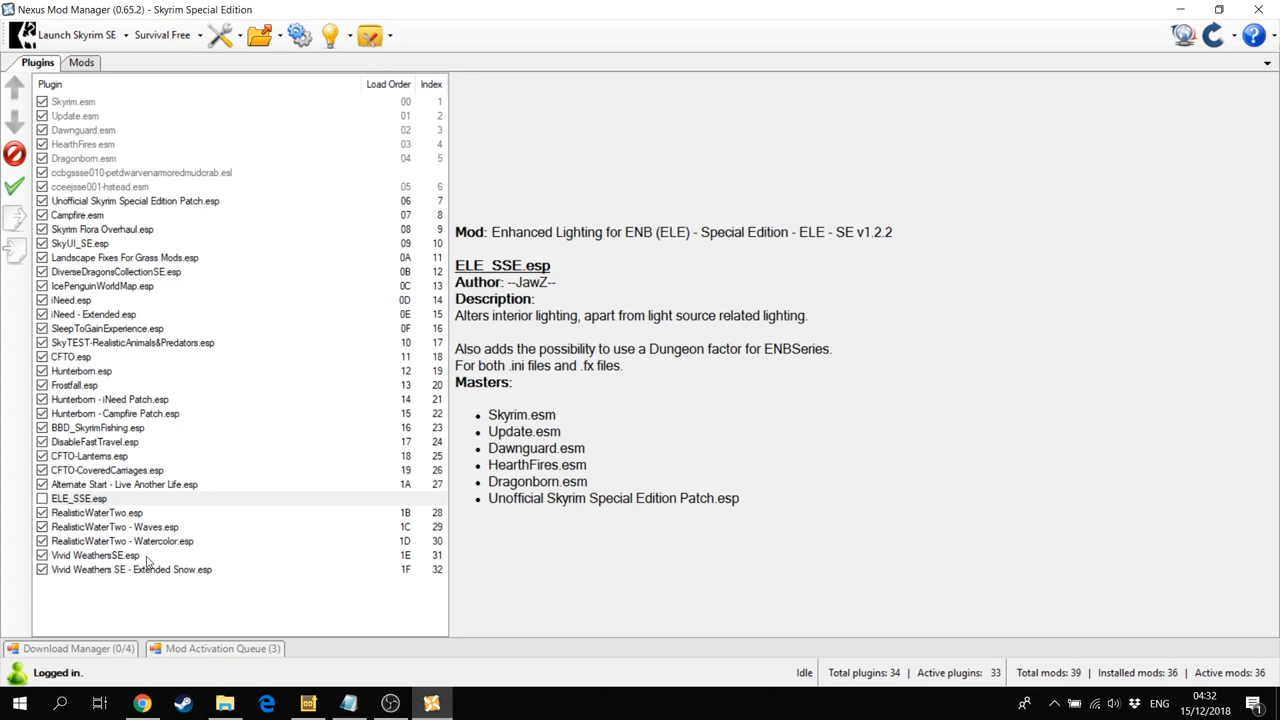 Nexus Mod Manager (0.65.2) - Skyrim Special Edition
Launch Skyrim SE
Survival Free
Plugins
Mods
Plugin Load Order Index
Skyrim.esm 00 1
Update.esm 01 2
Dawnguard.esm 02 3
HearthFires.esm 03 4
Dragonborn.esm 04 5
ccbgssse010-petdwarvenarmoredmudcrab.esl
cceejsse001-hstead.esm 05 6
Unofficial Skyrim Special Edition Patch.esp 06 7
Campfire.esm 07 8
Skyrim Flora Overhaul.esp 08 9
SkyUI_SE.esp 09 10
Landscape Fixes For Grass Mods.esp 0A 11
DiverseDragonsCollectionSE.esp 0B 12
IcePenguinWorldMap.esp 0C 13
iNeed.esp 0D 14
iNeed - Extended.esp 0E 15
SleepToGainExperience.esp 0F 16
SkyTEST-RealisticAnimals&Predators.esp 10 17
CFTO.esp 11 18
Hunterborn.esp 12 19
Frostfall.esp 13 20
Hunterborn - iNeed Patch.esp 14 21
Hunterborn - Campfire Patch.esp 15 22
BBD_SkyrimFishing.esp 16 23
DisableFastTravel.esp 17 24
CFTO-Lanterns.esp 18 25
CFTO-CoveredCarriages.esp 19 26
Alternate Start - Live Another Life.esp 1A 27
ELE_SSE.esp
RealisticWaterTwo.esp 1B 28
RealisticWaterTwo - Waves.esp 1C 29
RealisticWaterTwo - Watercolor.esp 1D 30
Vivid WeathersSE.esp 1E 31
Vivid Weathers SE - Extended Snow.esp 1F 32
Mod: Enhanced Lighting for ENB (ELE) - Special Edition - ELE - SE v1.2.2
ELE_SSE.esp
Author: --JawZ--
Description:
Alters interior lighting, apart from light source related lighting.
Also adds the possibility to use a Dungeon factor for ENBSeries.
For both .ini files and .fx files.
Masters:
Skyrim.esm
Update.esm
Dawnguard.esm
HearthFires.esm
Dragonborn.esm
Unofficial Skyrim Special Edition Patch.esp
Download Manager (0/4)
Mod Activation Queue (3)
Logged in.
Idle
Total plugins: 34
Active plugins: 33
Total mods: 39
Installed mods: 36
Active mods: 36
ENG
04:32
15/12/2018
1